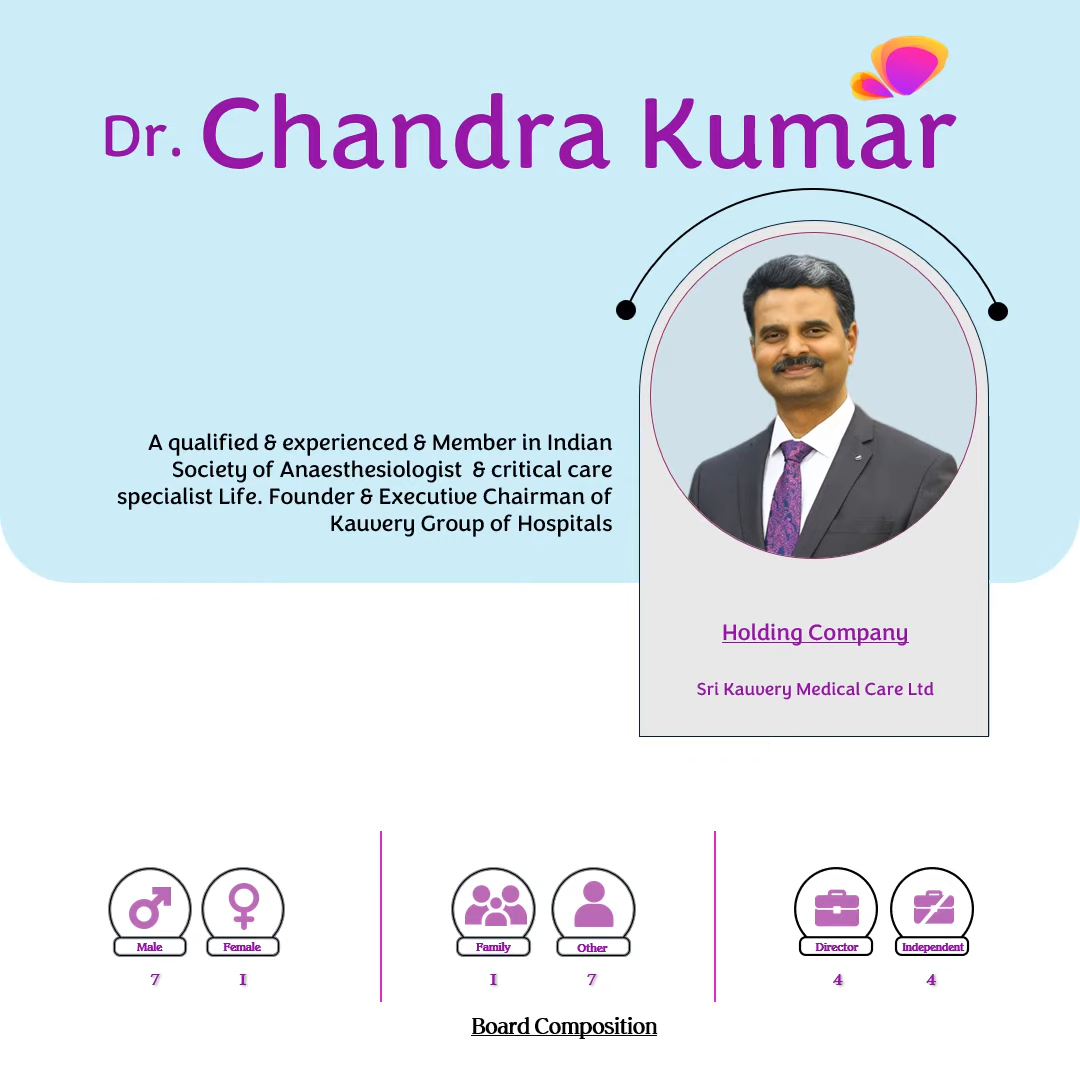 Dr. Chandra Kumar
A qualified & experienced & Member in Indian
Society of Anaesthesiologist & critical care
specialist Life. Founder & Executive Chairman of
Kauvery Group of Hospitals
Holding Company
Sri Kauvery Medical Care Ltd
Male Female Family Other Director Independent
7 1 1 7 4 4
Board Composition